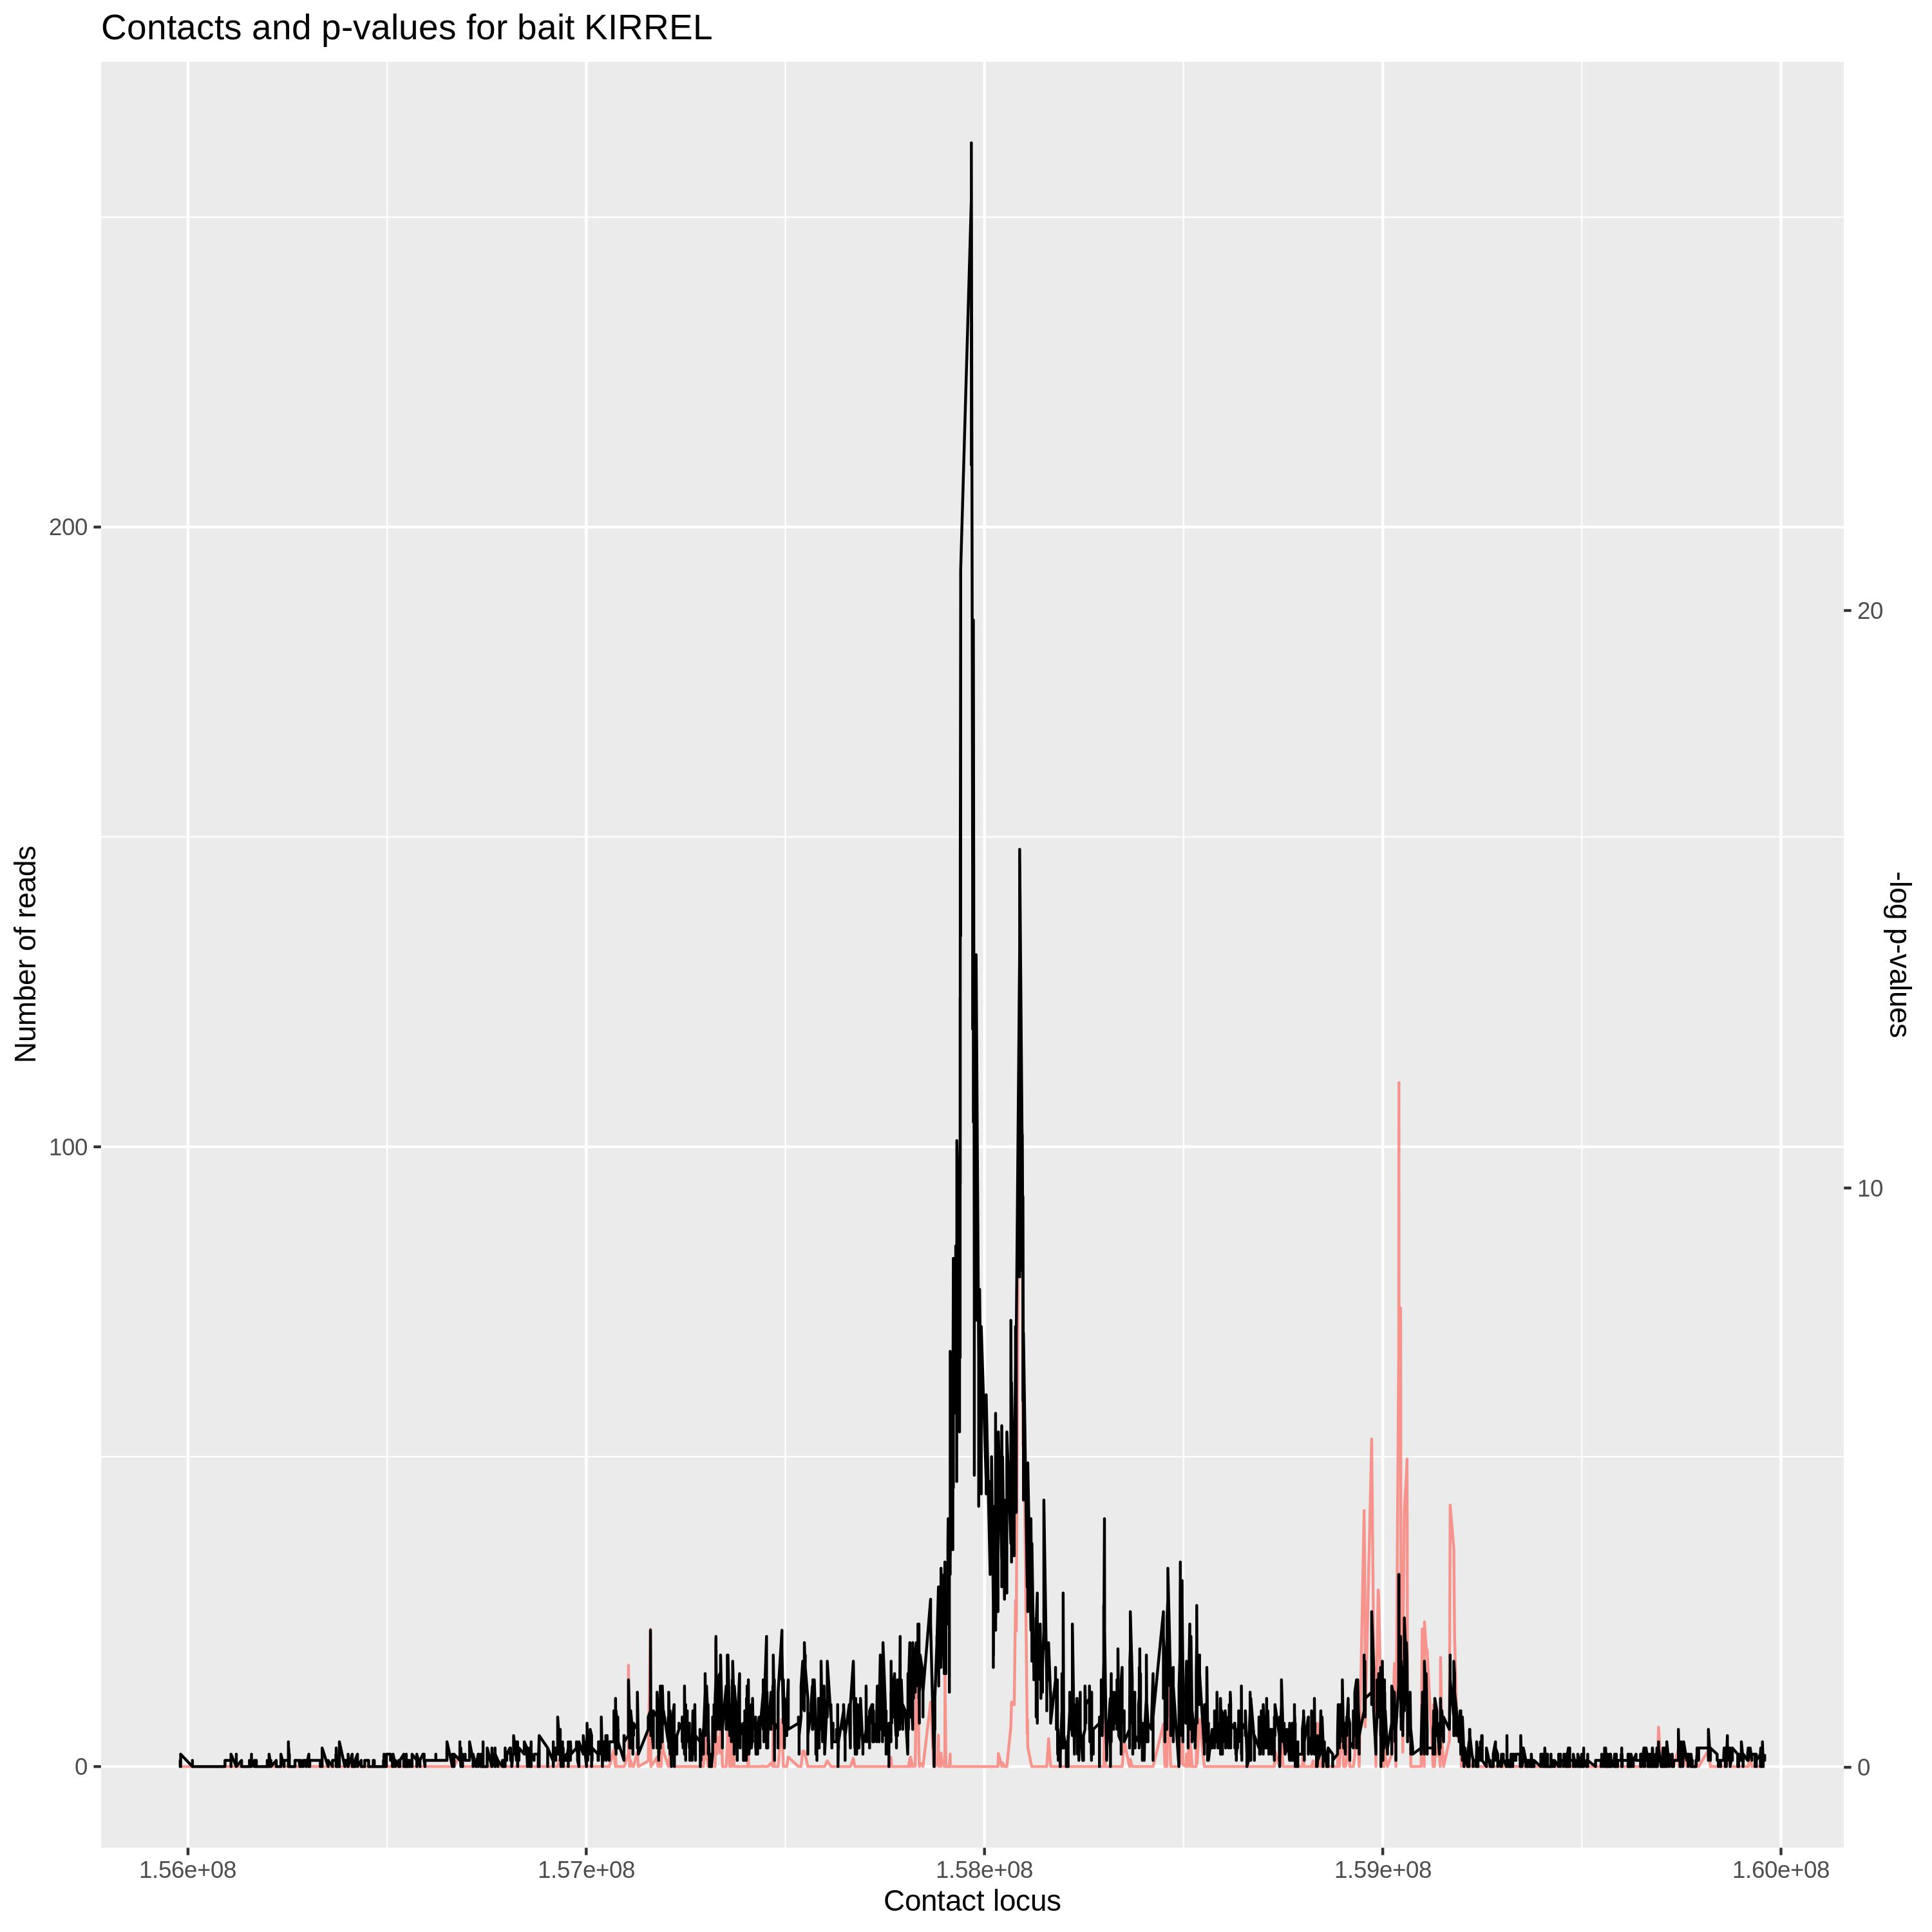 Contacts and p-values for bait KIRREL
Number of reads
200
100
0
-log p-values
20
10
0
1.56e+08 1.57e+08 1.58e+08 1.59e+08 1.60e+08
Contact locus